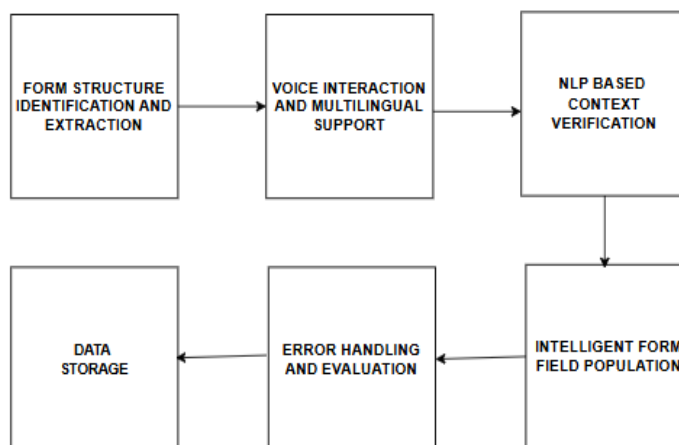 FORM STRUCTURE
IDENTIFICATION AND
EXTRACTION
VOICE INTERACTION
AND MULTILINGUAL
SUPPORT
NLP BASED
CONTEXT
VERIFICATION
INTELLIGENT FORM
FIELD POPULATION
ERROR HANDLING
AND EVALUATION
DATA
STORAGE